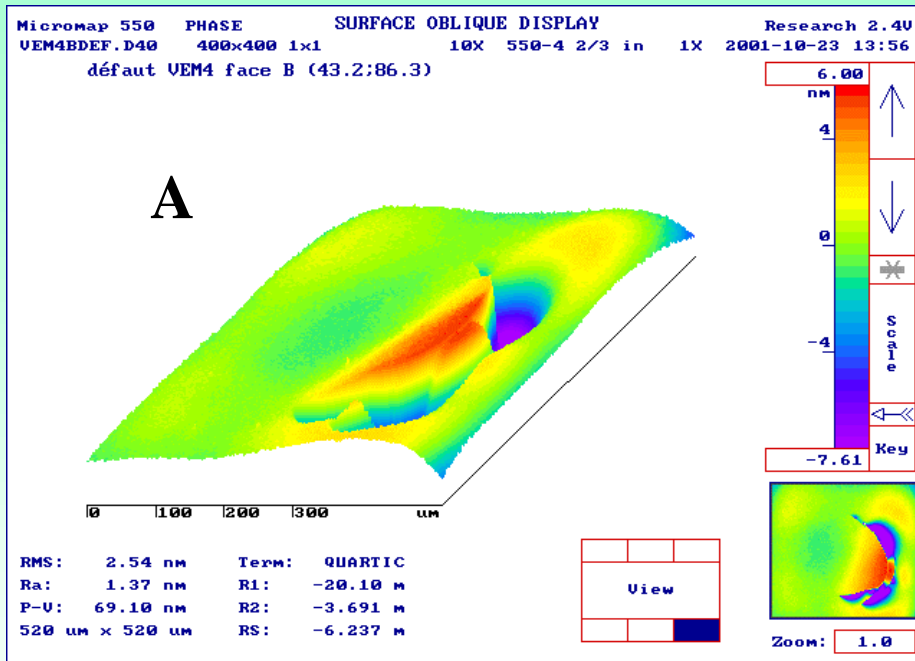 Micromap 550 PHASE SURFACE OBLIQUE DISPLAY Research 2.4V
VEM4BDEF.D40 400x400 1x1 10X 550-4 2/3 in 1X 2001-10-23 13:56
défaut VEM4 face B (43.2;86.3)
6.00
nm
4
0
-4
-7.61
Scale
Key
A
0 100 200 300 um
RMS: 2.54 nm Term: QUARTIC
Ra: 1.37 nm R1: -20.10 m
P-V: 69.10 nm R2: -3.691 m
520 um x 520 um RS: -6.237 m
View
Zoom: 1.0